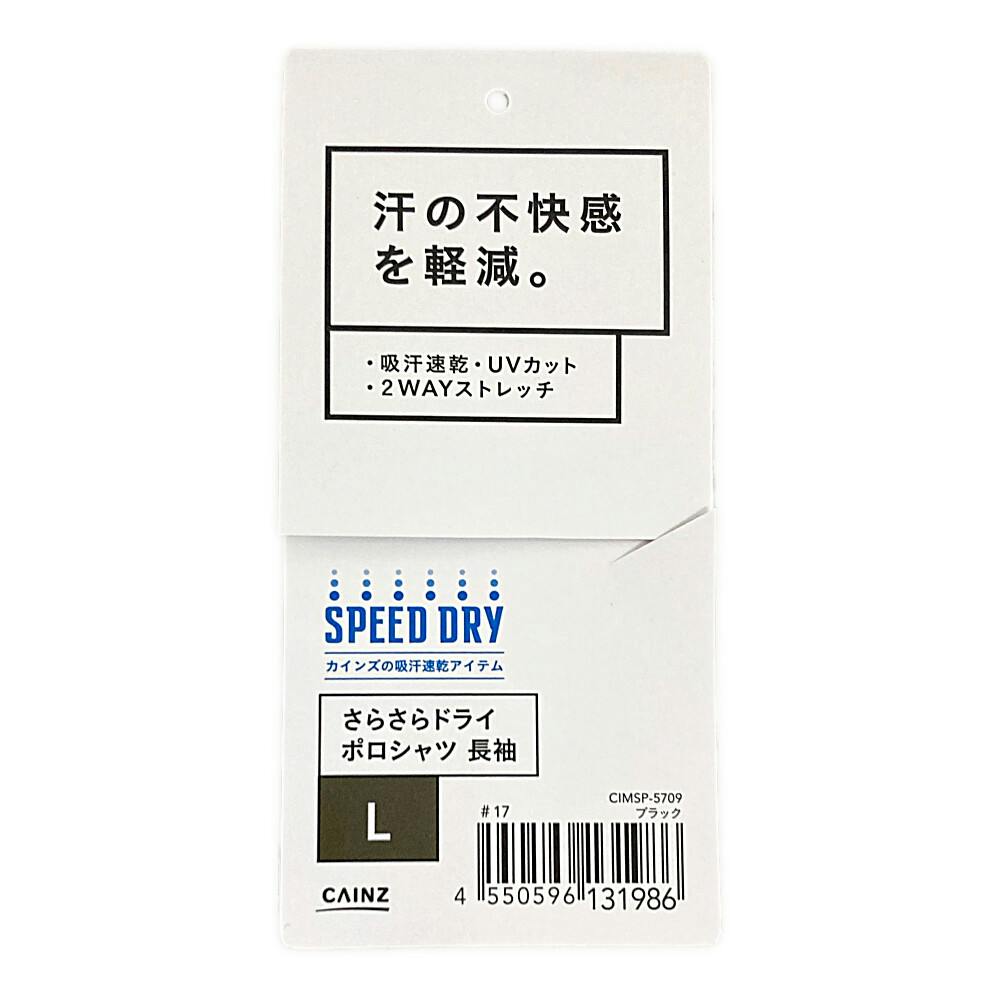 汗の不快感
を軽減。
・吸汗速乾・UVカット
・2WAYストレッチ
SPEED DRY
カインズの吸汗速乾アイテム
さらさらドライ
ポロシャツ 長袖
L
CAINZ
CIMSP-5709
#17 ブラック
4 550596 131986